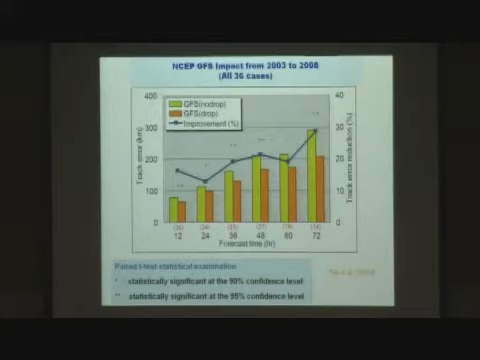 NCEP GFS Impact from 2003 to 2008
(All 36 cases)
400
300
200
100
0
Track error (km)
GFS(nodrop)
GFS(drop)
Improvement (%)
40
30
20
10
0
Track error reduction (%)
12 24 36 48 60 72
Forecast time (hr)
Paired t-test statistical examination
* statistically significant at the 90% confidence level
** statistically significant at the 95% confidence level